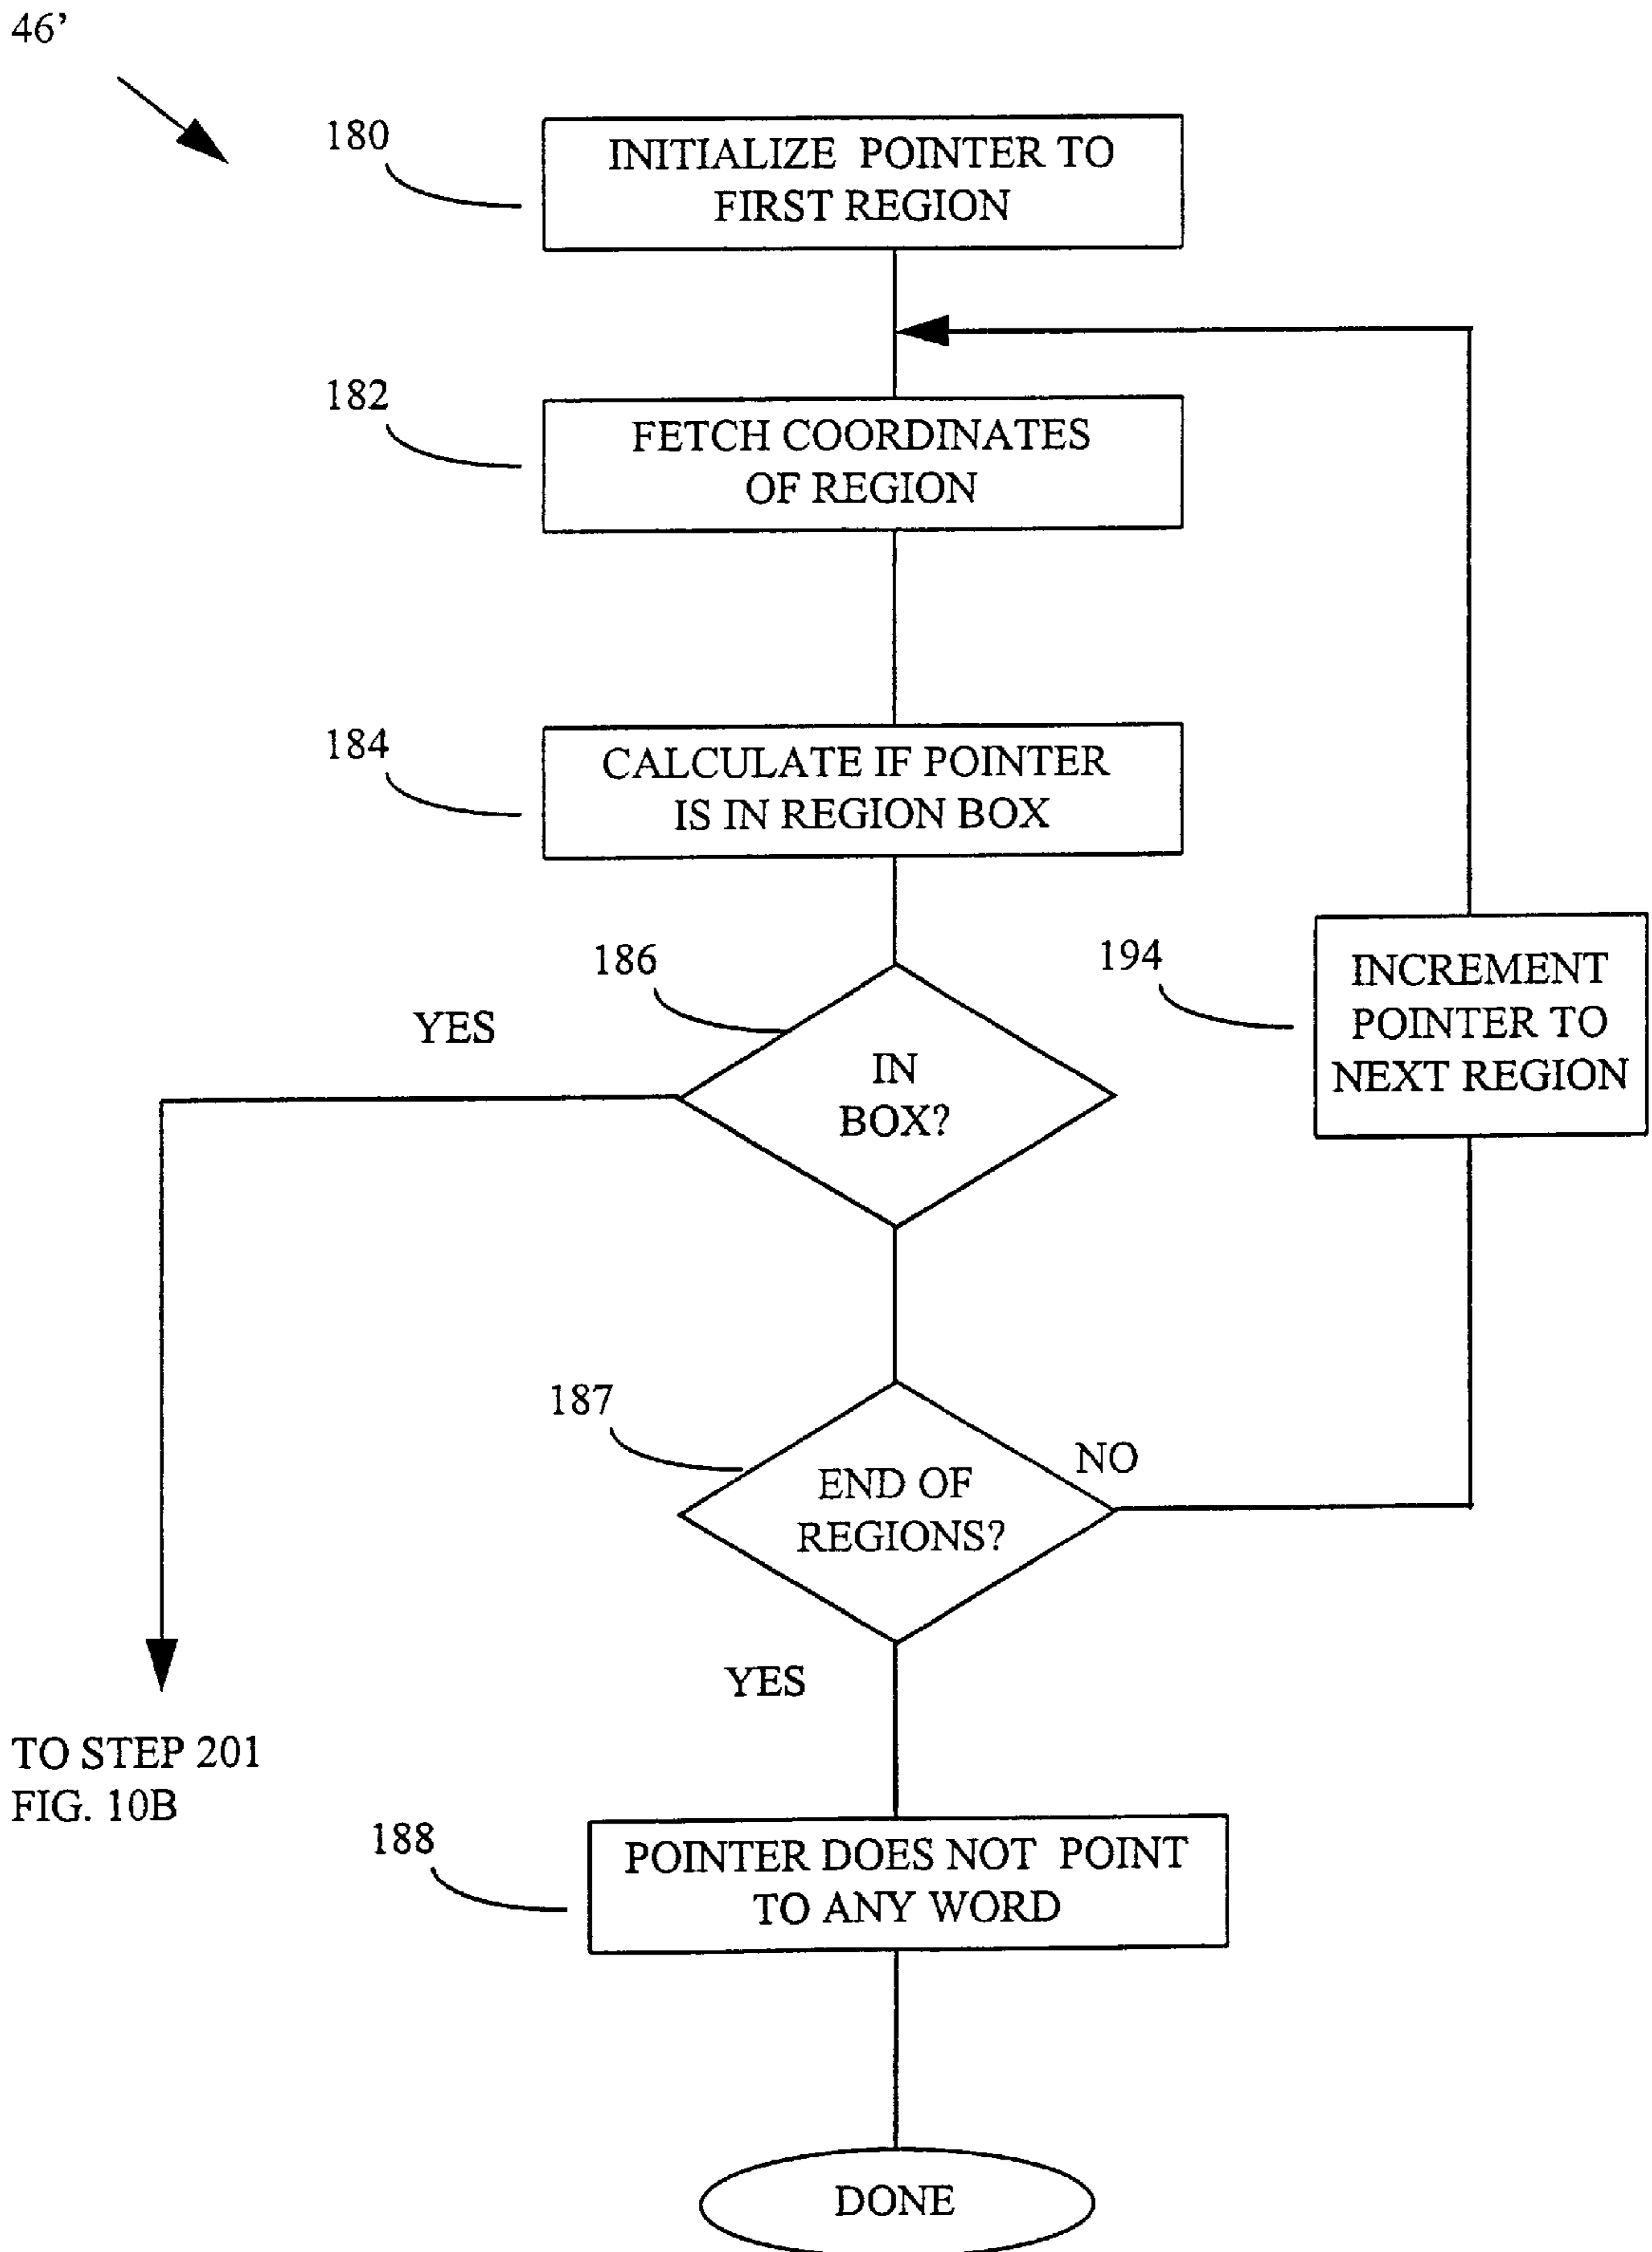 46’
180
INITIALIZE POINTER TO
FIRST REGION
182
FETCH COORDINATES
OF REGION
184
CALCULATE IF POINTER
IS IN REGION BOX
186
194
INCREMENT
POINTER TO
NEXT REGION
YES
IN
BOX?
187
NO
END OF
REGIONS?
YES
TO STEP 201
FIG. 10B
188
POINTER DOES NOT POINT
TO ANY WORD
DONE